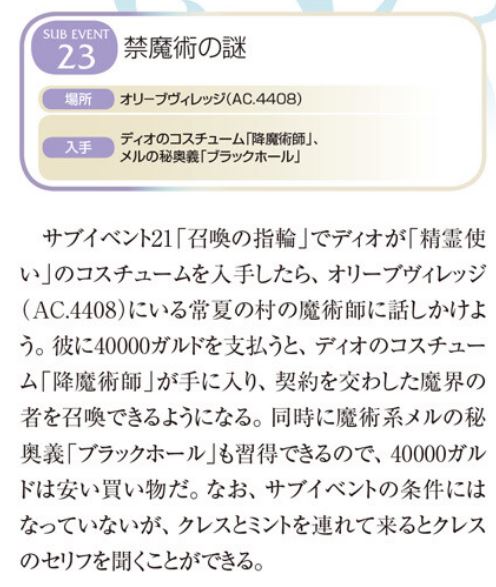 SUB EVENT
23
禁魔術の謎
場所 オリーブヴィレッジ(AC.4408)
入手 ディオのコスチューム「降魔術師」、
メルの秘奥義「ブラックホール」
サブイベント21「召喚の指輪」でディオが「精霊使
い」のコスチュームを入手したら、オリーブヴィレッジ
（AC.4408）にいる常夏の村の魔術師に話しかけよ
う。彼に40000ガルドを支払うと、ディオのコスチュー
ム「降魔術師」が手に入り、契約を交わした魔界の
者を召喚できるようになる。同時に魔術系メルの秘
奥義「ブラックホール」も習得できるので、40000ガル
ドは安い買い物だ。なお、サブイベントの条件には
なっていないが、クレスとミントを連れて来るとクレス
のセリフを聞くことができる。